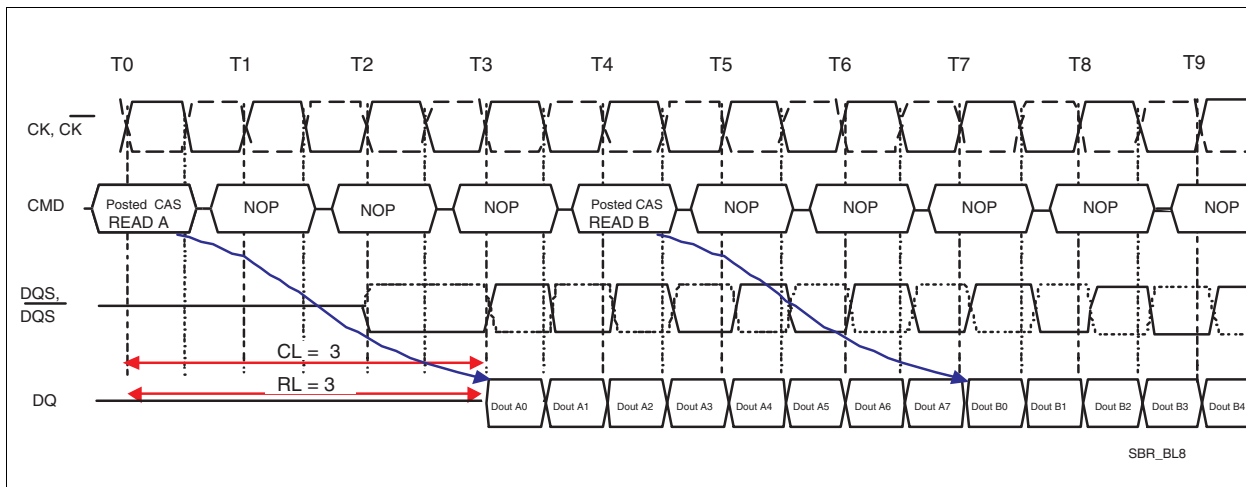 T0 T1 T2 T3 T4 T5 T6 T7 T8 T9
CK, CK
CMD
Posted CAS
READ A
NOP
NOP
NOP
Posted CAS
READ B
NOP
NOP
NOP
NOP
NOP
DQS,
DQS
CL = 3
RL = 3
DQ
Dout A0 Dout A1 Dout A2 Dout A3 Dout A4 Dout A5 Dout A6 Dout A7 Dout B0 Dout B1 Dout B2 Dout B3 Dout B4
SBR_BL8